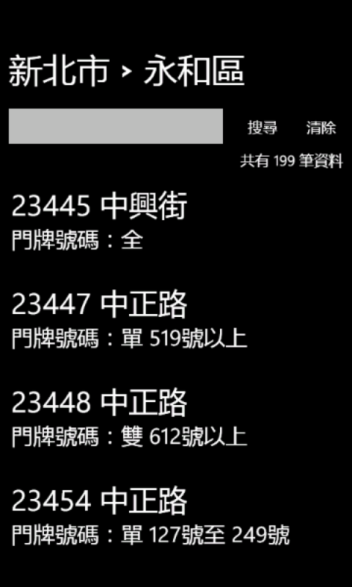 新北市 ▸ 永和區
搜尋 清除
共有 199 筆資料
23445 中興街
門牌號碼：全
23447 中正路
門牌號碼：單 519號以上
23448 中正路
門牌號碼：雙 612號以上
23454 中正路
門牌號碼：單 127號至 249號